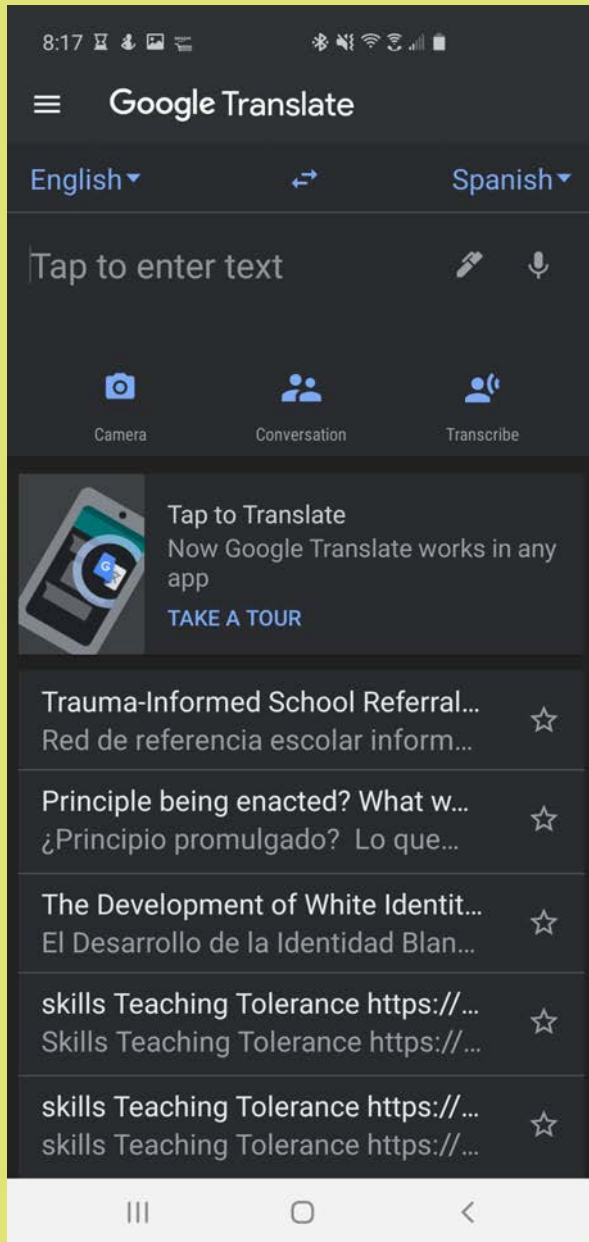 8:17
Google Translate
English
Spanish
Tap to enter text
Camera
Conversation
Transcribe
Tap to Translate
Now Google Translate works in any
app
TAKE A TOUR
Trauma-Informed School Referral...
Red de referencia escolar inform...
Principle being enacted? What w...
¿Principio promulgado?  Lo que...
The Development of White Identit...
El Desarrollo de la Identidad Blan...
skills Teaching Tolerance https://...
Skills Teaching Tolerance https://...
skills Teaching Tolerance https://...
skills Teaching Tolerance https://...